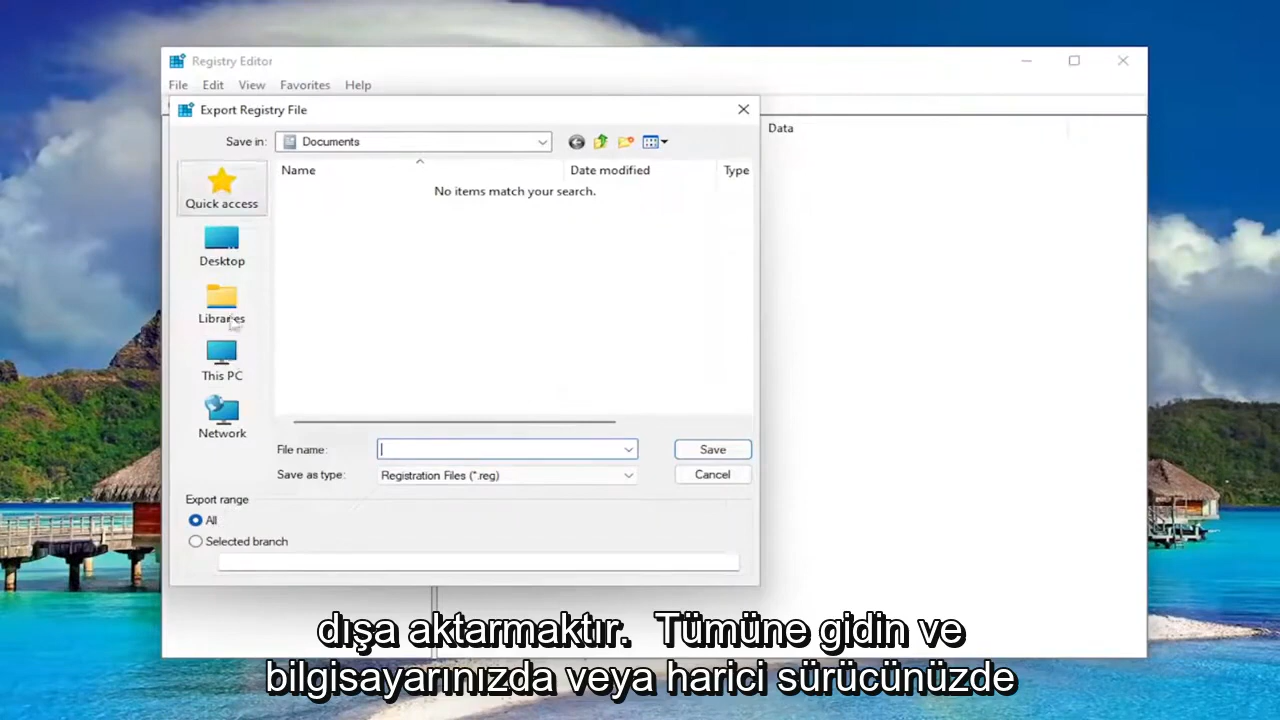 Registry Editor
File Edit View Favorites Help
Export Registry File
Data
Save in: Documents
Name Date modified Type
No items match your search.
Quick access
Desktop
Libraries
This PC
Network
File name: Save
Save as type: Registration Files (*.reg) Cancel
Export range
All
Selected branch
dışa aktarmaktır. Tümüne gidin ve
bilgisayarınızda veya harici sürücünüzde